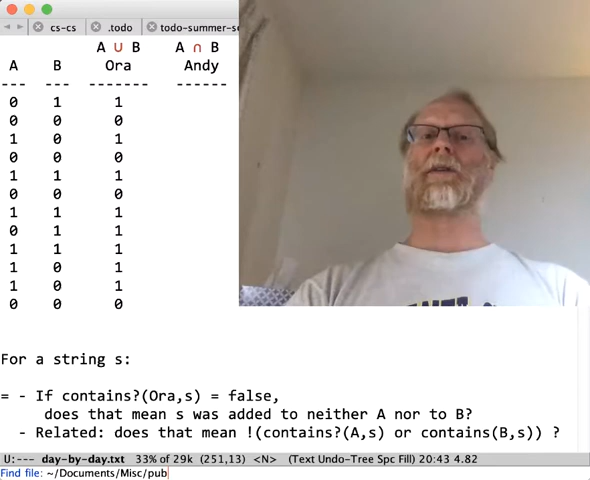 cs-cs .todo todo-summer-se
A ∪ B A ∩ B
A B Ora Andy
--- --- ------- ------
0 1 1
0 0 0
1 0 1
0 0 0
1 1 1
0 0 0
1 1 1
0 1 1
1 1 1
1 0 1
1 0 1
0 0 0
For a string s:
= - If contains?(Ora,s) = false,
does that mean s was added to neither A nor to B?
- Related: does that mean !(contains?(A,s) or contains(B,s)) ?
U:--- day-by-day.txt 33% of 29k (251,13) <N> (Text Undo-Tree Spc Fill) 20:43 4.82
Find file: ~/Documents/Misc/pub